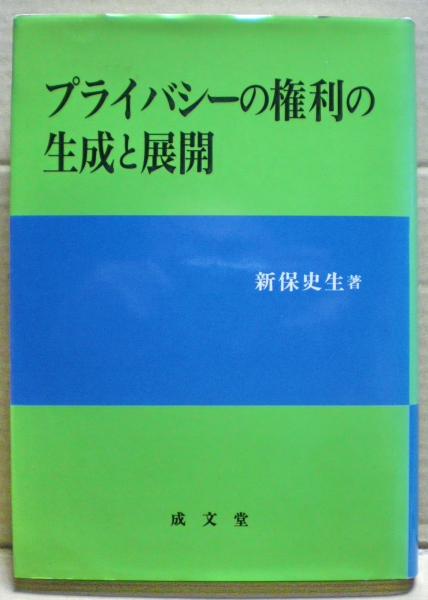 プライバシーの権利の
生成と展開
新保史生著
成文堂